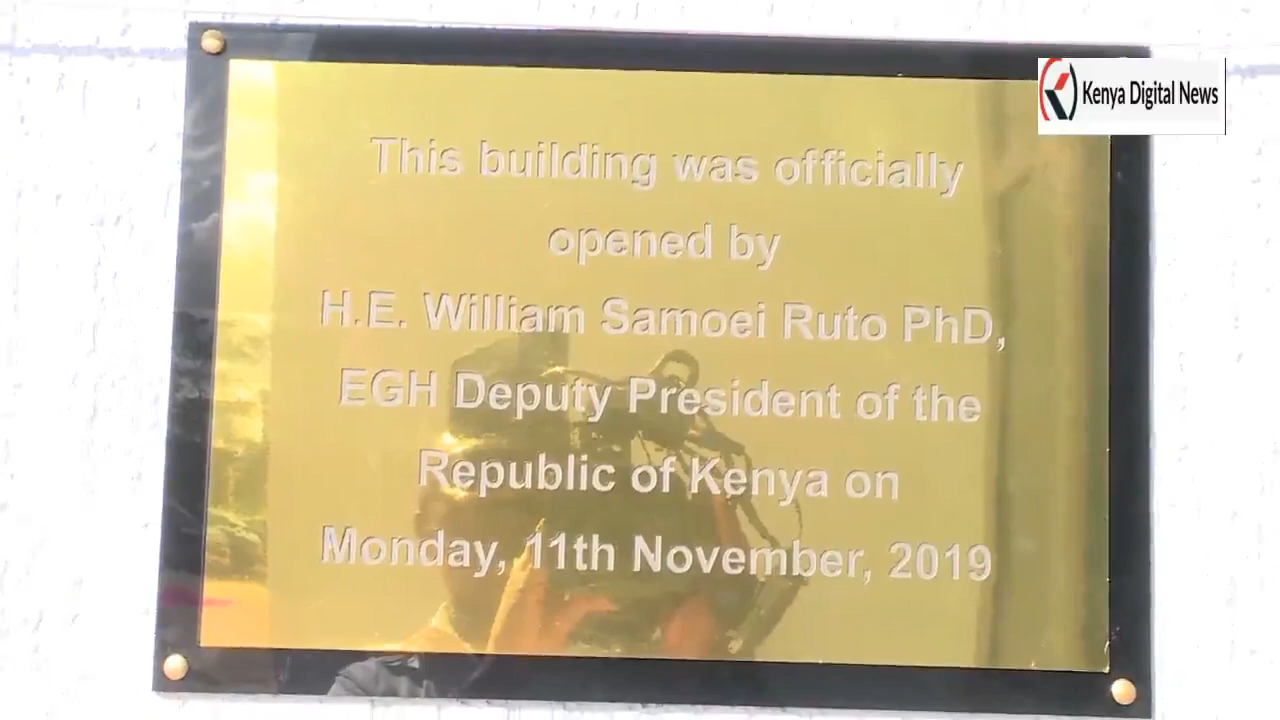 Kenya Digital News
This building was officially
opened by
H.E. William Samoei Ruto PhD,
EGH Deputy President of the
Republic of Kenya on
Monday, 11th November, 2019